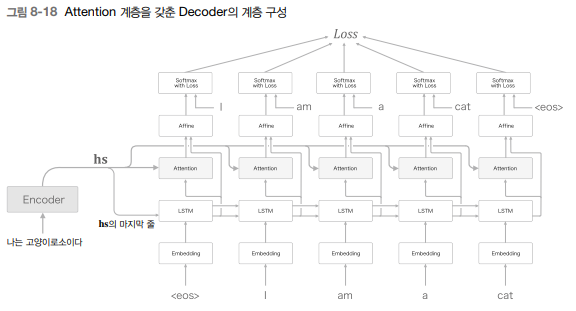 그림 8-18 Attention 계층을 갖춘 Decoder의 계층 구성
Loss
Softmax with Loss Softmax with Loss Softmax with Loss Softmax with Loss Softmax with Loss
I am a cat <eos>
Affine Affine Affine Affine Affine
hs
Attention Attention Attention Attention Attention
Encoder
LSTM LSTM LSTM LSTM LSTM
hs의 마지막 줄
나는 고양이로소이다
Embedding Embedding Embedding Embedding Embedding
<eos> I am a cat